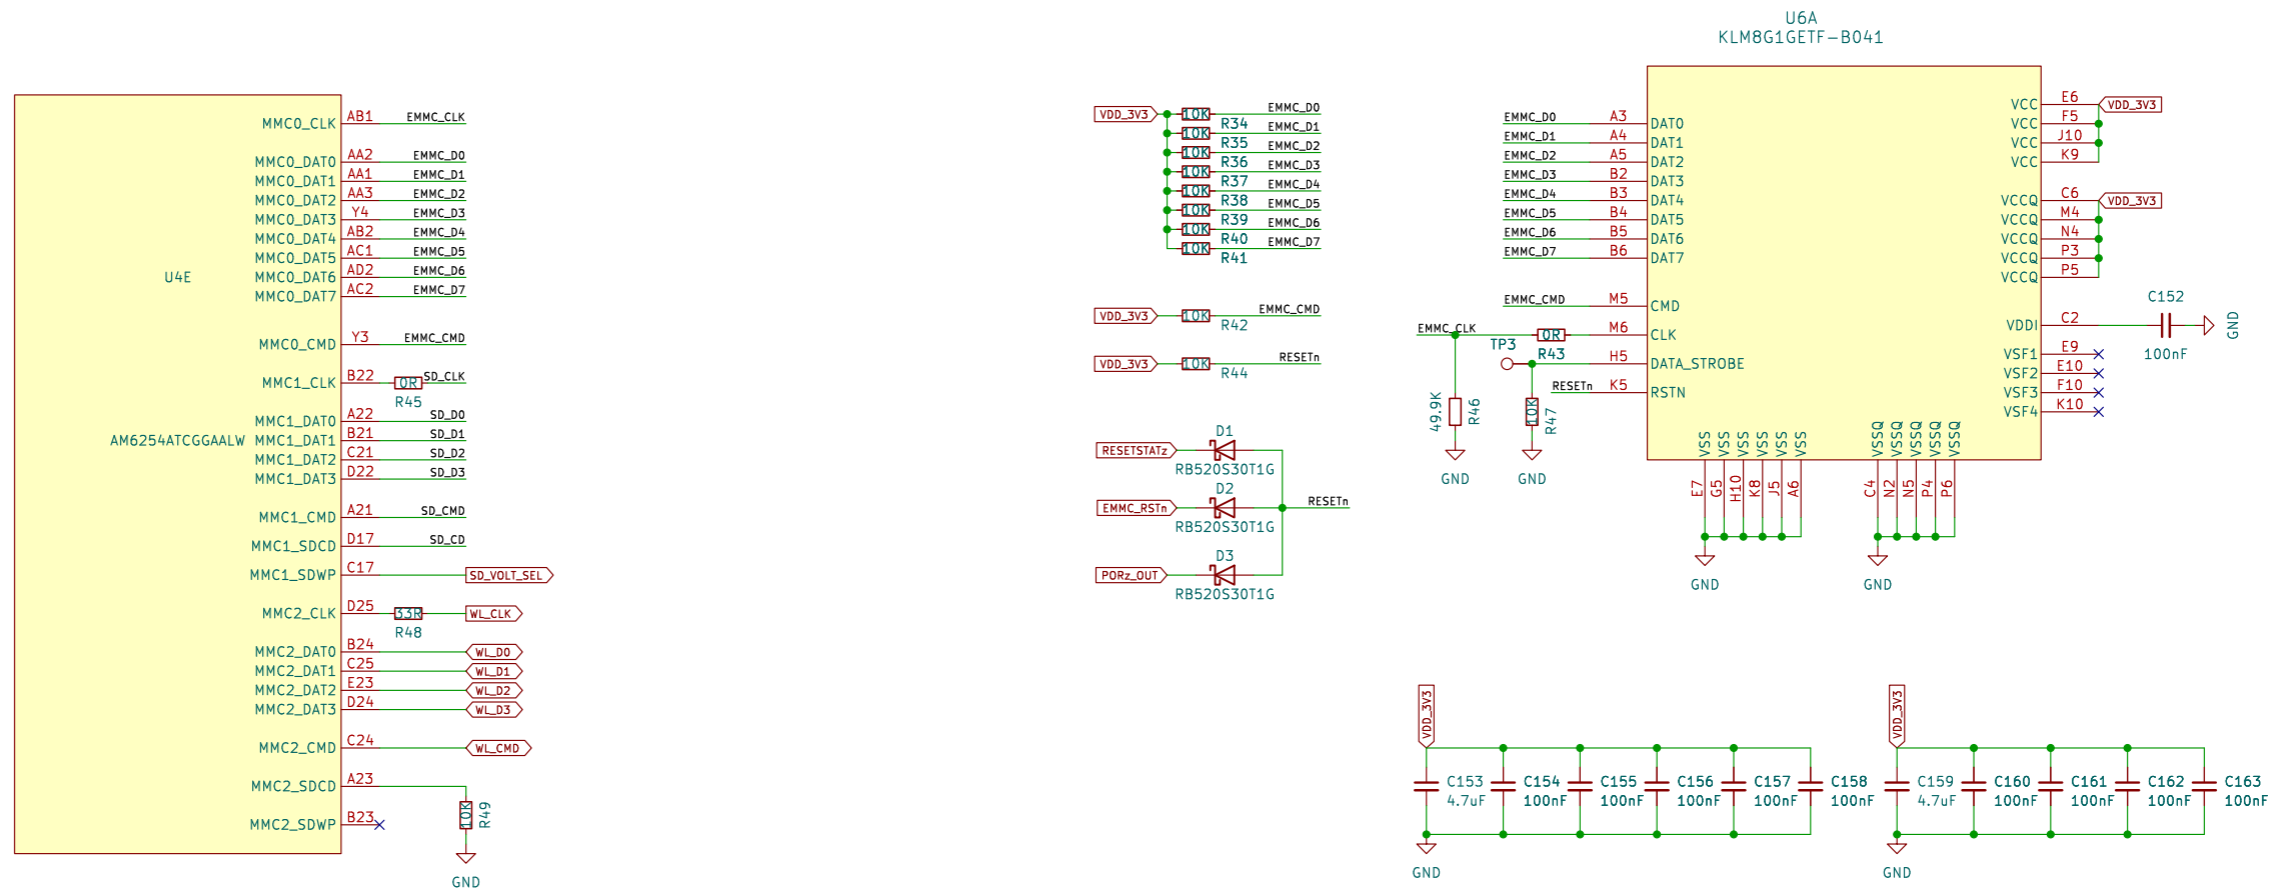 U4E
AM6254ATCGGAALW
MMC0_CLK AB1 EMMC_CLK
MMC0_DAT0 AA2 EMMC_D0
MMC0_DAT1 AA1 EMMC_D1
MMC0_DAT2 AA3 EMMC_D2
MMC0_DAT3 Y4 EMMC_D3
MMC0_DAT4 AB2 EMMC_D4
MMC0_DAT5 AC1 EMMC_D5
MMC0_DAT6 AD2 EMMC_D6
MMC0_DAT7 AC2 EMMC_D7
MMC0_CMD Y3 EMMC_CMD
MMC1_CLK B22 0R SD_CLK
R45
MMC1_DAT0 A22 SD_D0
MMC1_DAT1 B21 SD_D1
MMC1_DAT2 C21 SD_D2
MMC1_DAT3 D22 SD_D3
MMC1_CMD A21 SD_CMD
MMC1_SDCD D17 SD_CD
MMC1_SDWP C17 SD_VOLT_SEL
MMC2_CLK D25 33R WL_CLK
R48
MMC2_DAT0 B24 WL_D0
MMC2_DAT1 C25 WL_D1
MMC2_DAT2 E23 WL_D2
MMC2_DAT3 D24 WL_D3
MMC2_CMD C24 WL_CMD
MMC2_SDCD A23
10K R49
MMC2_SDWP B23
GND
VDD_3V3 10K EMMC_D0
R34
10K EMMC_D1
R35
10K EMMC_D2
R36
10K EMMC_D3
R37
10K EMMC_D4
R38
10K EMMC_D5
R39
10K EMMC_D6
R40
10K EMMC_D7
R41
VDD_3V3 10K EMMC_CMD
R42
VDD_3V3 10K RESETn
R44
D1
RESETSTATz
RB520S30T1G
D2
EMMC_RSTn RESETn
RB520S30T1G
D3
PORz_OUT
RB520S30T1G
U6A
KLM8G1GETF-B041
EMMC_D0 A3 DAT0
EMMC_D1 A4 DAT1
EMMC_D2 A5 DAT2
EMMC_D3 B2 DAT3
EMMC_D4 B3 DAT4
EMMC_D5 B4 DAT5
EMMC_D6 B5 DAT6
EMMC_D7 B6 DAT7
EMMC_CMD M5 CMD
EMMC_CLK 0R M6 CLK
R43
TP3 H5 DATA_STROBE
RESETn K5 RSTN
49.9K R46
10K R47
GND
GND
VCC E6 VDD_3V3
VCC F5
VCC J10
VCC K9
VCCQ C6 VDD_3V3
VCCQ M4
VCCQ N4
VCCQ P3
VCCQ P5
C152
VDDI C2 GND
100nF
VSF1 E9
VSF2 E10
VSF3 F10
VSF4 K10
VSS VSS VSS VSS VSS VSS VSSQ VSSQ VSSQ VSSQ VSSQ
E7 G5 H10 K8 J5 A6 C4 N2 N5 P4 P6
GND GND
VDD_3V3 VDD_3V3
C153 C154 C155 C156 C157 C158 C159 C160 C161 C162 C163
4.7uF 100nF 100nF 100nF 100nF 100nF 4.7uF 100nF 100nF 100nF 100nF
GND GND